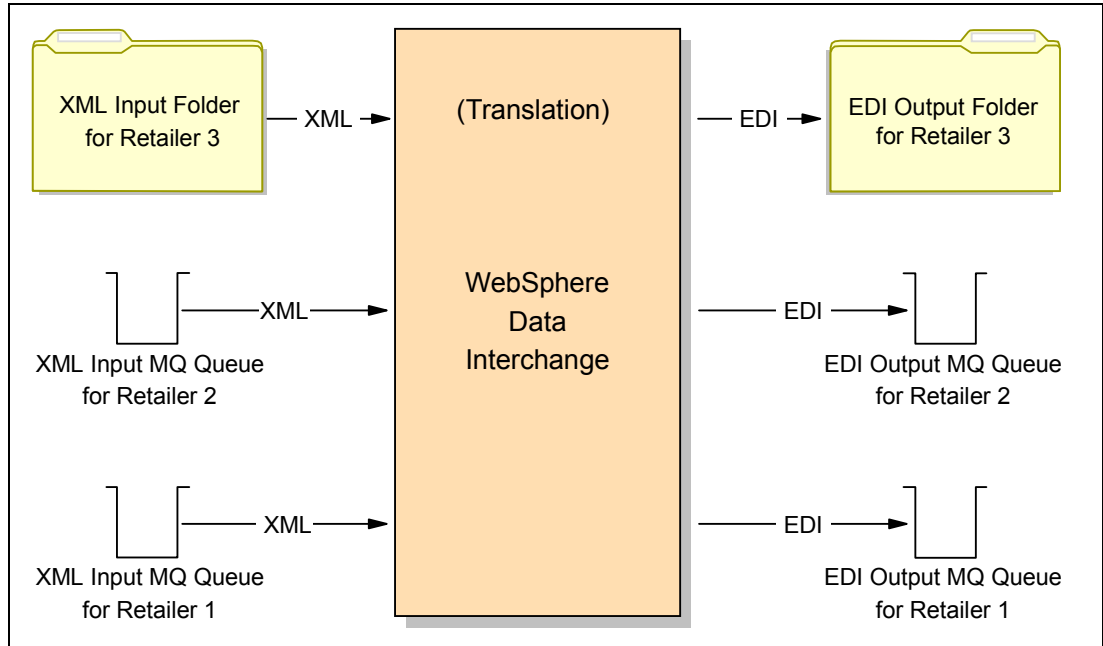 XML Input Folder
for Retailer 3
XML
(Translation)
EDI
EDI Output Folder
for Retailer 3
WebSphere
Data
Interchange
XML
EDI
XML Input MQ Queue
for Retailer 2
EDI Output MQ Queue
for Retailer 2
XML
EDI
XML Input MQ Queue
for Retailer 1
EDI Output MQ Queue
for Retailer 1